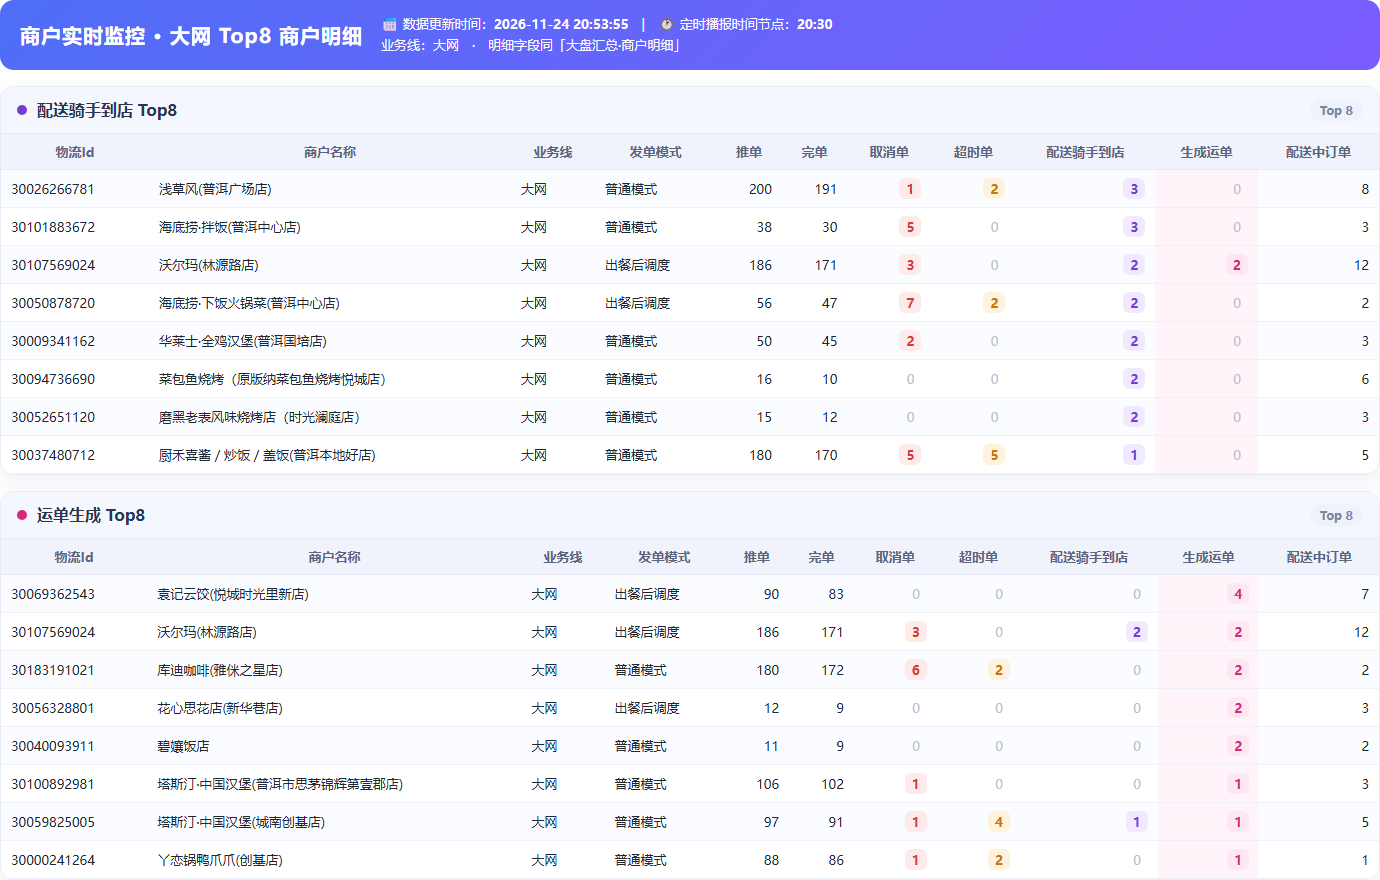 商户实时监控 · 大网 Top8 商户明细
数据更新时间：2026-11-24 20:53:55 | 定时播报时间节点：20:30
业务线：大网 · 明细字段同「大盘汇总·商户明细」
配送骑手到店 Top8 Top 8
物流Id 商户名称 业务线 发单模式 推单 完单 取消单 超时单 配送骑手到店 生成运单 配送中订单
30026266781 浅草风(普洱广场店) 大网 普通模式 200 191 1 2 3 0 8
30101883672 海底捞·拌饭(普洱中心店) 大网 普通模式 38 30 5 0 3 0 3
30107569024 沃尔玛(林源路店) 大网 出餐后调度 186 171 3 0 2 2 12
30050878720 海底捞·下饭火锅菜(普洱中心店) 大网 出餐后调度 56 47 7 2 2 0 2
30009341162 华莱士·全鸡汉堡(普洱国培店) 大网 普通模式 50 45 2 0 2 0 3
30094736690 菜包鱼烧烤（原版纳菜包鱼烧烤悦城店） 大网 普通模式 16 10 0 0 2 0 6
30052651120 磨黑老表风味烧烤店（时光澜庭店） 大网 普通模式 15 12 0 0 2 0 3
30037480712 厨禾喜酱 / 炒饭 / 盖饭(普洱本地好店) 大网 普通模式 180 170 5 5 1 0 5
运单生成 Top8 Top 8
物流Id 商户名称 业务线 发单模式 推单 完单 取消单 超时单 配送骑手到店 生成运单 配送中订单
30069362543 袁记云饺(悦城时光里新店) 大网 出餐后调度 90 83 0 0 0 4 7
30107569024 沃尔玛(林源路店) 大网 出餐后调度 186 171 3 0 2 2 12
30183191021 库迪咖啡(雅侎之星店) 大网 普通模式 180 172 6 2 0 2 2
30056328801 花心思花店(新华巷店) 大网 出餐后调度 12 9 0 0 0 2 3
30040093911 碧孃饭店 大网 普通模式 11 9 0 0 0 2 2
30100892981 塔斯汀·中国汉堡(普洱市思茅锦辉第壹郡店) 大网 普通模式 106 102 1 0 0 1 3
30059825005 塔斯汀·中国汉堡(城南创基店) 大网 普通模式 97 91 1 4 1 1 5
30000241264 丫恋锅鸭爪爪(创基店) 大网 普通模式 88 86 1 2 0 1 1